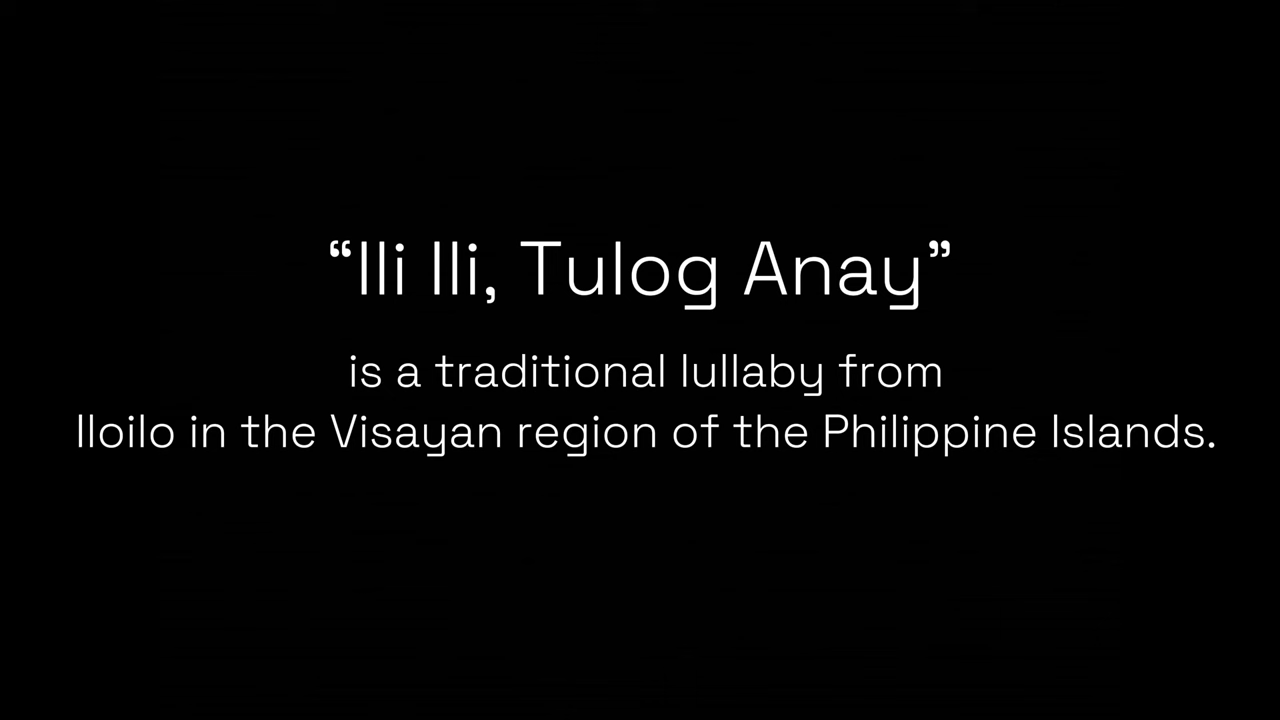 “Ili Ili, Tulog Anay”
is a traditional lullaby from
Iloilo in the Visayan region of the Philippine Islands.